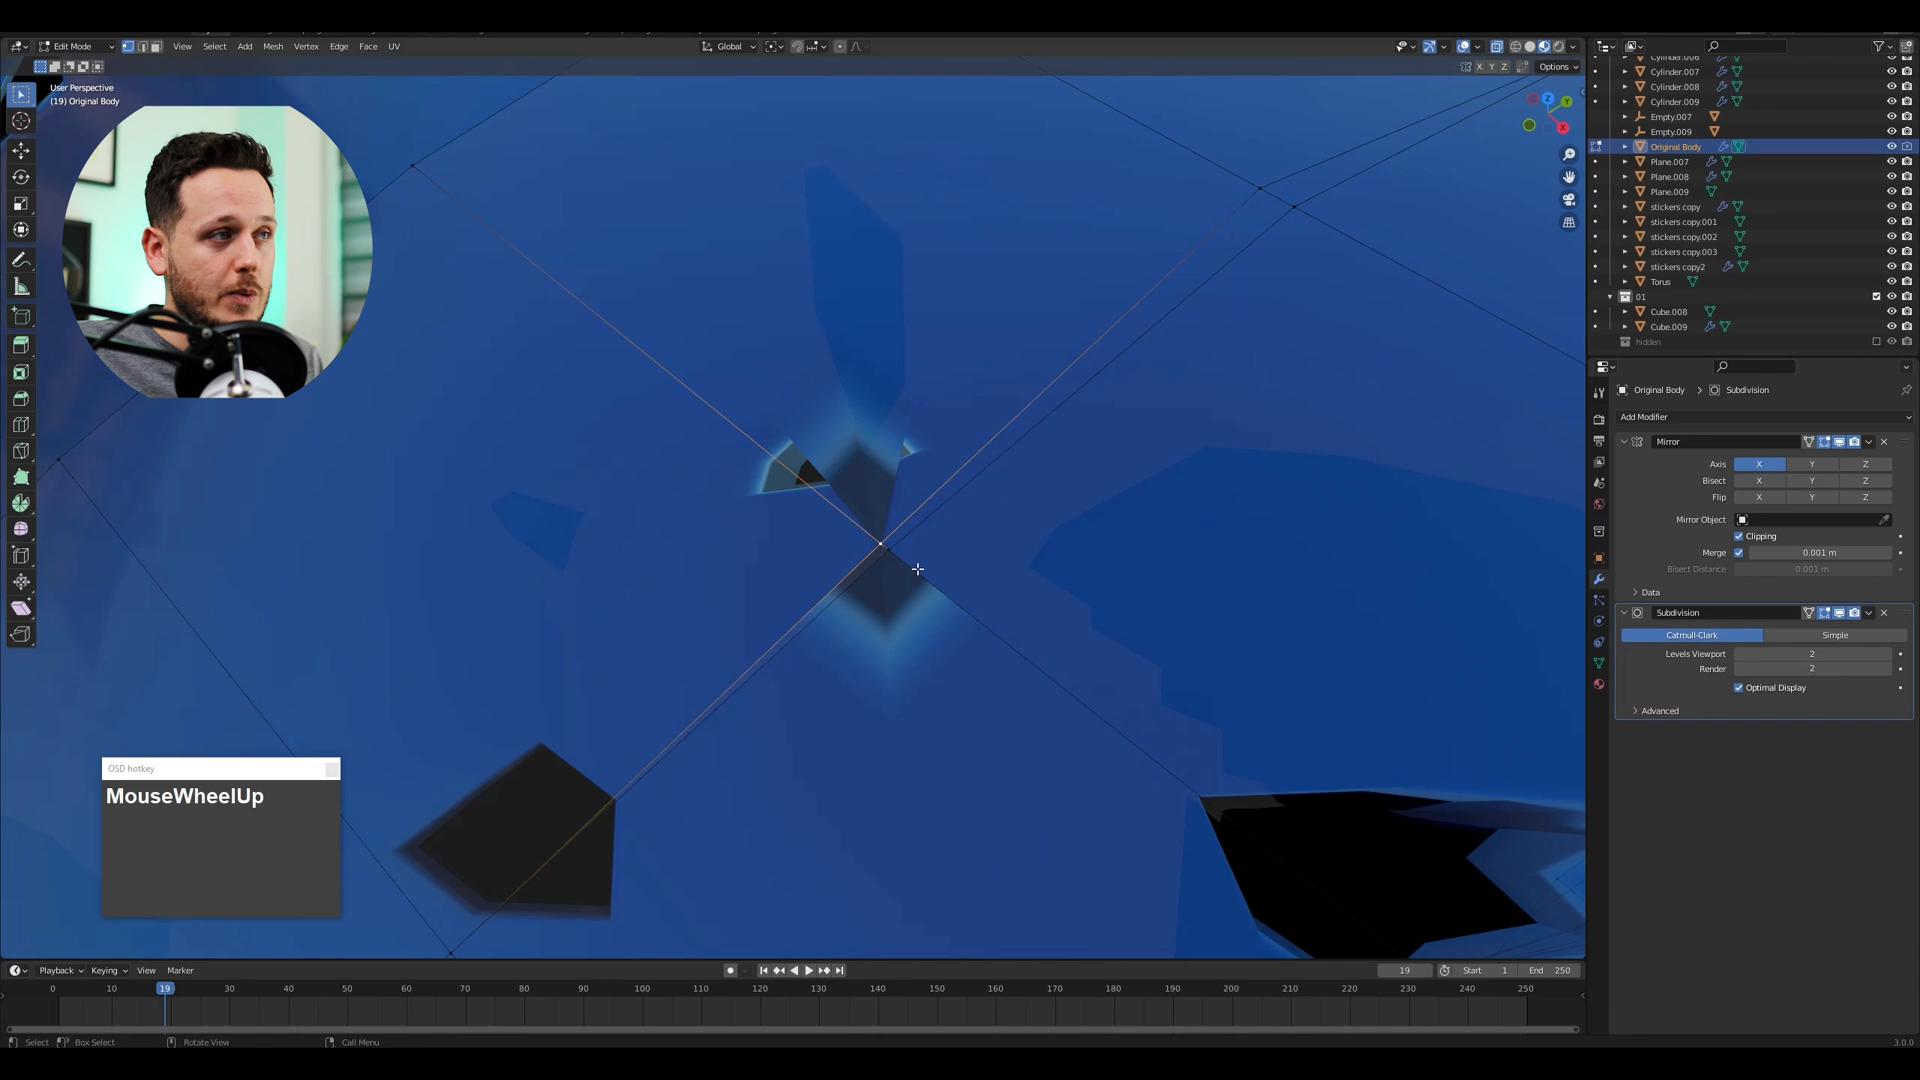 Edit Mode View Select Add Mesh Vertex Edge Face UV Global
X Y Z Options
User Perspective
(19) Original Body
Z
Y
X
OSD hotkey
MouseWheelUp
Cylinder.006
Cylinder.007
Cylinder.008
Cylinder.009
Empty.007
Empty.009
Original Body
Plane.007
Plane.008
Plane.009
stickers copy
stickers copy.001
stickers copy.002
stickers copy.003
stickers copy2
Torus
01
Cube.008
Cube.009
hidden
Original Body > Subdivision
Add Modifier
Mirror
Axis X Y Z
Bisect X Y Z
Flip X Y Z
Mirror Object
Clipping
Merge 0.001 m
Bisect Distance 0.001 m
Data
Subdivision
Catmull-Clark Simple
Levels Viewport 2
Render 2
Optimal Display
Advanced
Playback Keying View Marker 19 Start 1 End 250
0 10 19 30 40 50 60 70 80 90 100 110 120 130 140 150 160 170 180 190 200 210 220 230 240 250
Select Box Select Rotate View Call Menu 3.0.0